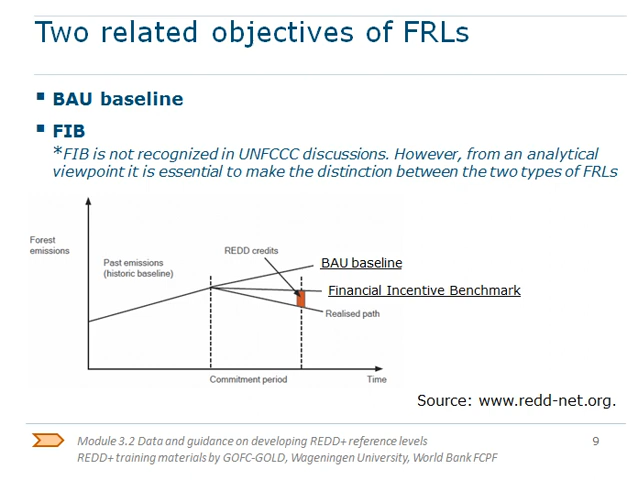 Two related objectives of FRLs
BAU baseline
FIB
*FIB is not recognized in UNFCCC discussions. However, from an analytical
viewpoint it is essential to make the distinction between the two types of FRLs
Forest
emissions
Past emissions
(historic baseline)
REDD credits
BAU baseline
Financial Incentive Benchmark
Realised path
Commitment period
Time
Source: www.redd-net.org.
Module 3.2 Data and guidance on developing REDD+ reference levels
REDD+ training materials by GOFC-GOLD, Wageningen University, World Bank FCPF
9